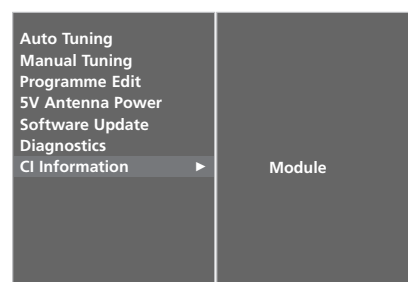 Auto Tuning
Manual Tuning
Programme Edit
5V Antenna Power
Software Update
Diagnostics
CI Information ► Module